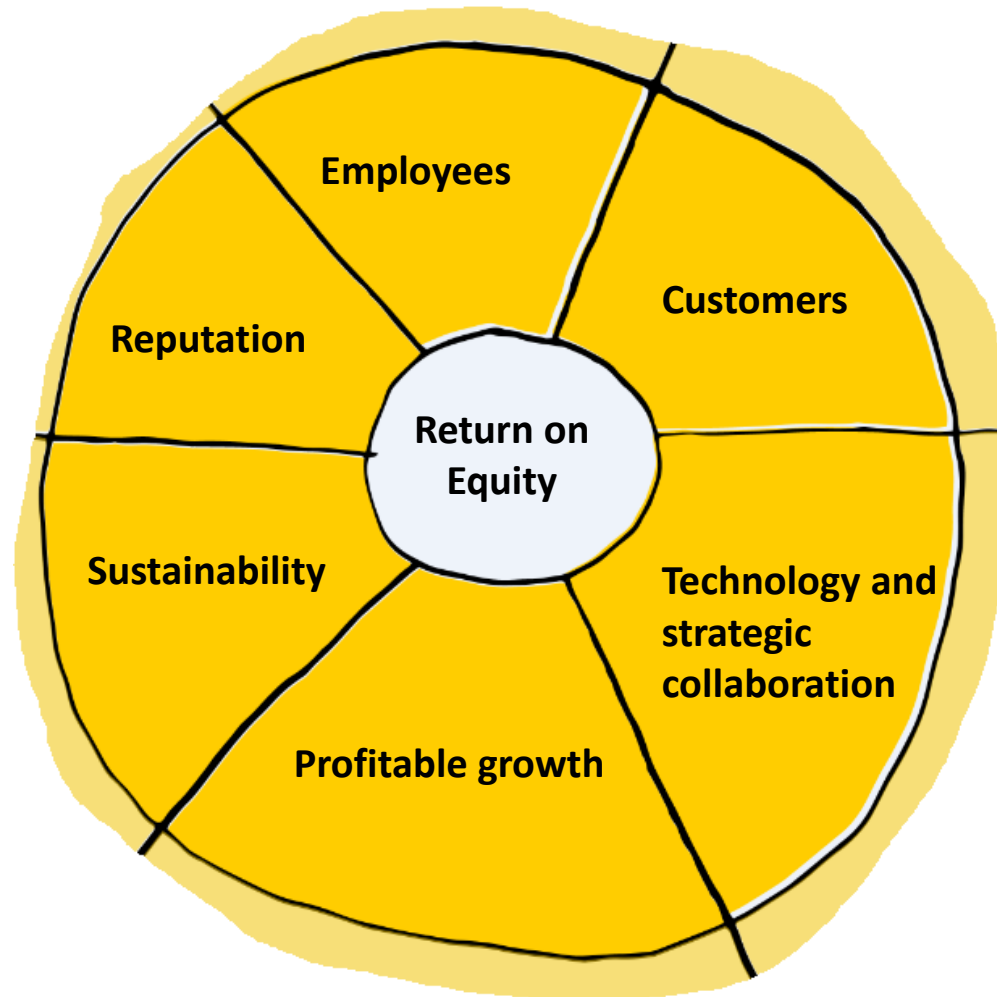 Employees
Customers
Reputation
Return on
Equity
Sustainability
Technology and
strategic
collaboration
Profitable growth